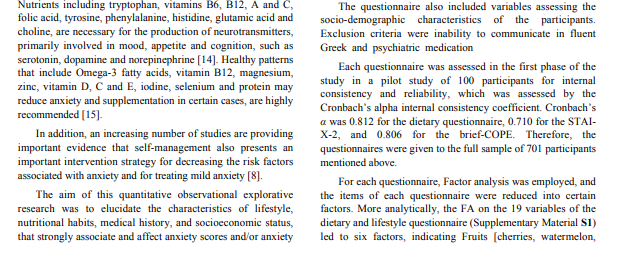 Nutrients including tryptophan, vitamins B6, B12, A and C,
folic acid, tyrosine, phenylalanine, histidine, glutamic acid and
choline, are necessary for the production of neurotransmitters,
primarily involved in mood, appetite and cognition, such as
serotonin, dopamine and norepinephrine [14]. Healthy patterns
that include Omega-3 fatty acids, vitamin B12, magnesium,
zinc, vitamin D, C and E, iodine, selenium and protein may
reduce anxiety and supplementation in certain cases, are highly
recommended [15].
In addition, an increasing number of studies are providing
important evidence that self-management also presents an
important intervention strategy for decreasing the risk factors
associated with anxiety and for treating mild anxiety [8].
The aim of this quantitative observational explorative
research was to elucidate the characteristics of lifestyle,
nutritional habits, medical history, and socioeconomic status,
that strongly associate and affect anxiety scores and/or anxiety
The questionnaire also included variables assessing the
socio-demographic characteristics of the participants.
Exclusion criteria were inability to communicate in fluent
Greek and psychiatric medication
Each questionnaire was assessed in the first phase of the
study in a pilot study of 100 participants for internal
consistency and reliability, which was assessed by the
Cronbach's alpha internal consistency coefficient. Cronbach's
α was 0.812 for the dietary questionnaire, 0.710 for the STAI-
X-2, and 0.806 for the brief-COPE. Therefore, the
questionnaires were given to the full sample of 701 participants
mentioned above.
For each questionnaire, Factor analysis was employed, and
the items of each questionnaire were reduced into certain
factors. More analytically, the FA on the 19 variables of the
dietary and lifestyle questionnaire (Supplementary Material S1)
led to six factors, indicating Fruits [cherries, watermelon,